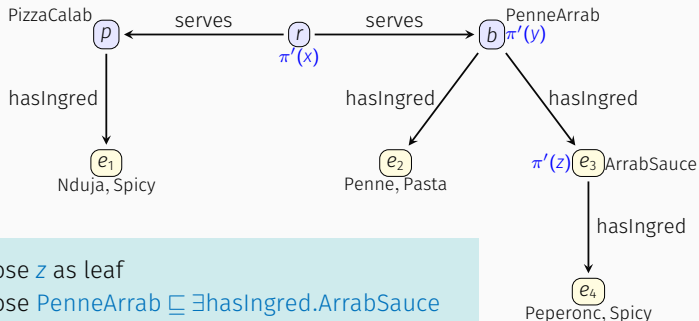 PizzaCalab serves serves PenneArrab
p r b π′(y)
π′(x)
hasIngred hasIngred hasIngred
e₁ e₂ π′(z) e₃ ArrabSauce
Nduja, Spicy Penne, Pasta
hasIngred
ose z as leaf
ose PennneArrab ⊑ ∃hasIngred.ArrabSauce
e₄
Peperonc, Spicy